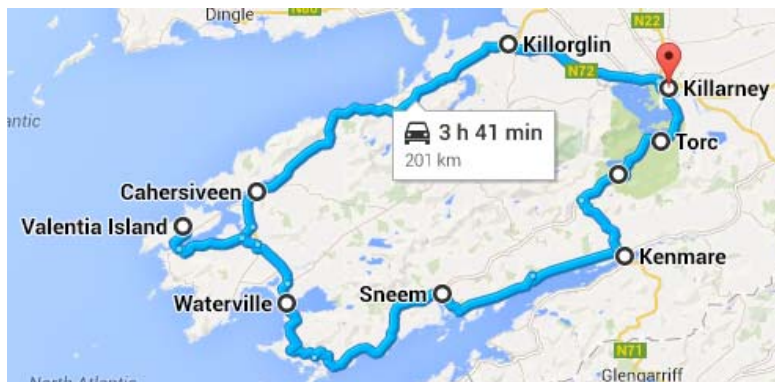 Dingle
N86
N22
Killorglin
N72
Killarney
antic
3 h 41 min
201 km
Torc
Cahersiveen
Valentia Island
Kenmare
Sneem
Waterville
N71
Glengarriff
North Atlantic